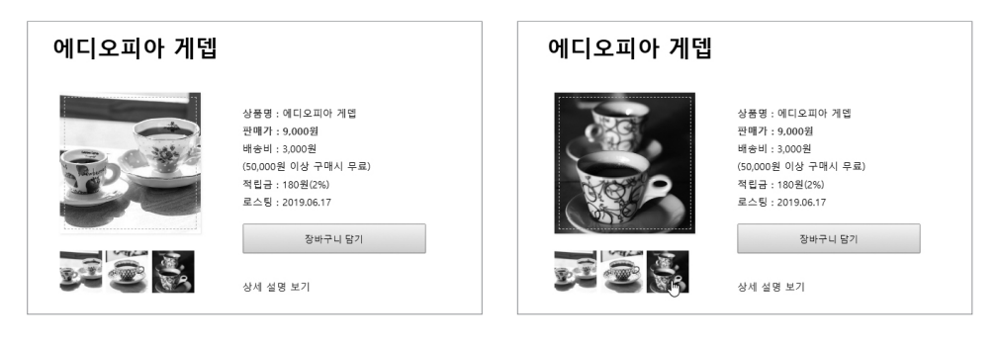 에디오피아 게뎁
상품명 : 에디오피아 게뎁
판매가 : 9,000원
배송비 : 3,000원
(50,000원 이상 구매시 무료)
적립금 : 180원(2%)
로스팅 : 2019.06.17
장바구니 담기
상세 설명 보기
에디오피아 게뎁
상품명 : 에디오피아 게뎁
판매가 : 9,000원
배송비 : 3,000원
(50,000원 이상 구매시 무료)
적립금 : 180원(2%)
로스팅 : 2019.06.17
장바구니 담기
상세 설명 보기